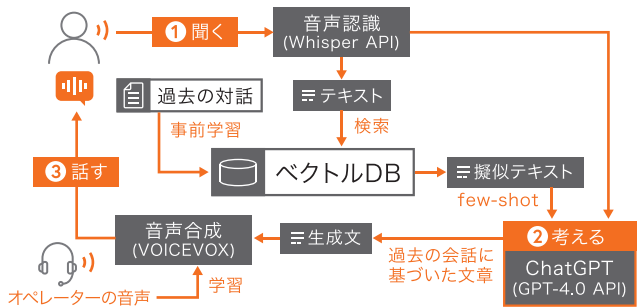 1 聞く
音声認識
(Whisper API)
過去の対話
テキスト
事前学習
検索
3 話す
ベクトルDB
擬似テキスト
few-shot
音声合成
(VOICEVOX)
生成文
2 考える
過去の会話に
基づいた文章
ChatGPT
(GPT-4.0 API)
学習
オペレーターの音声